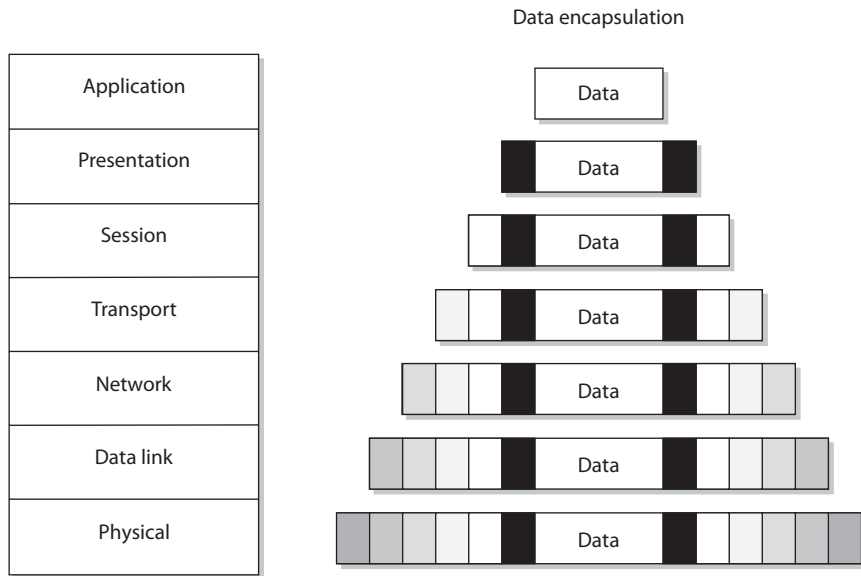 Data encapsulation
Application
Data
Presentation
Data
Session
Data
Transport
Data
Network
Data
Data link
Data
Physical
Data